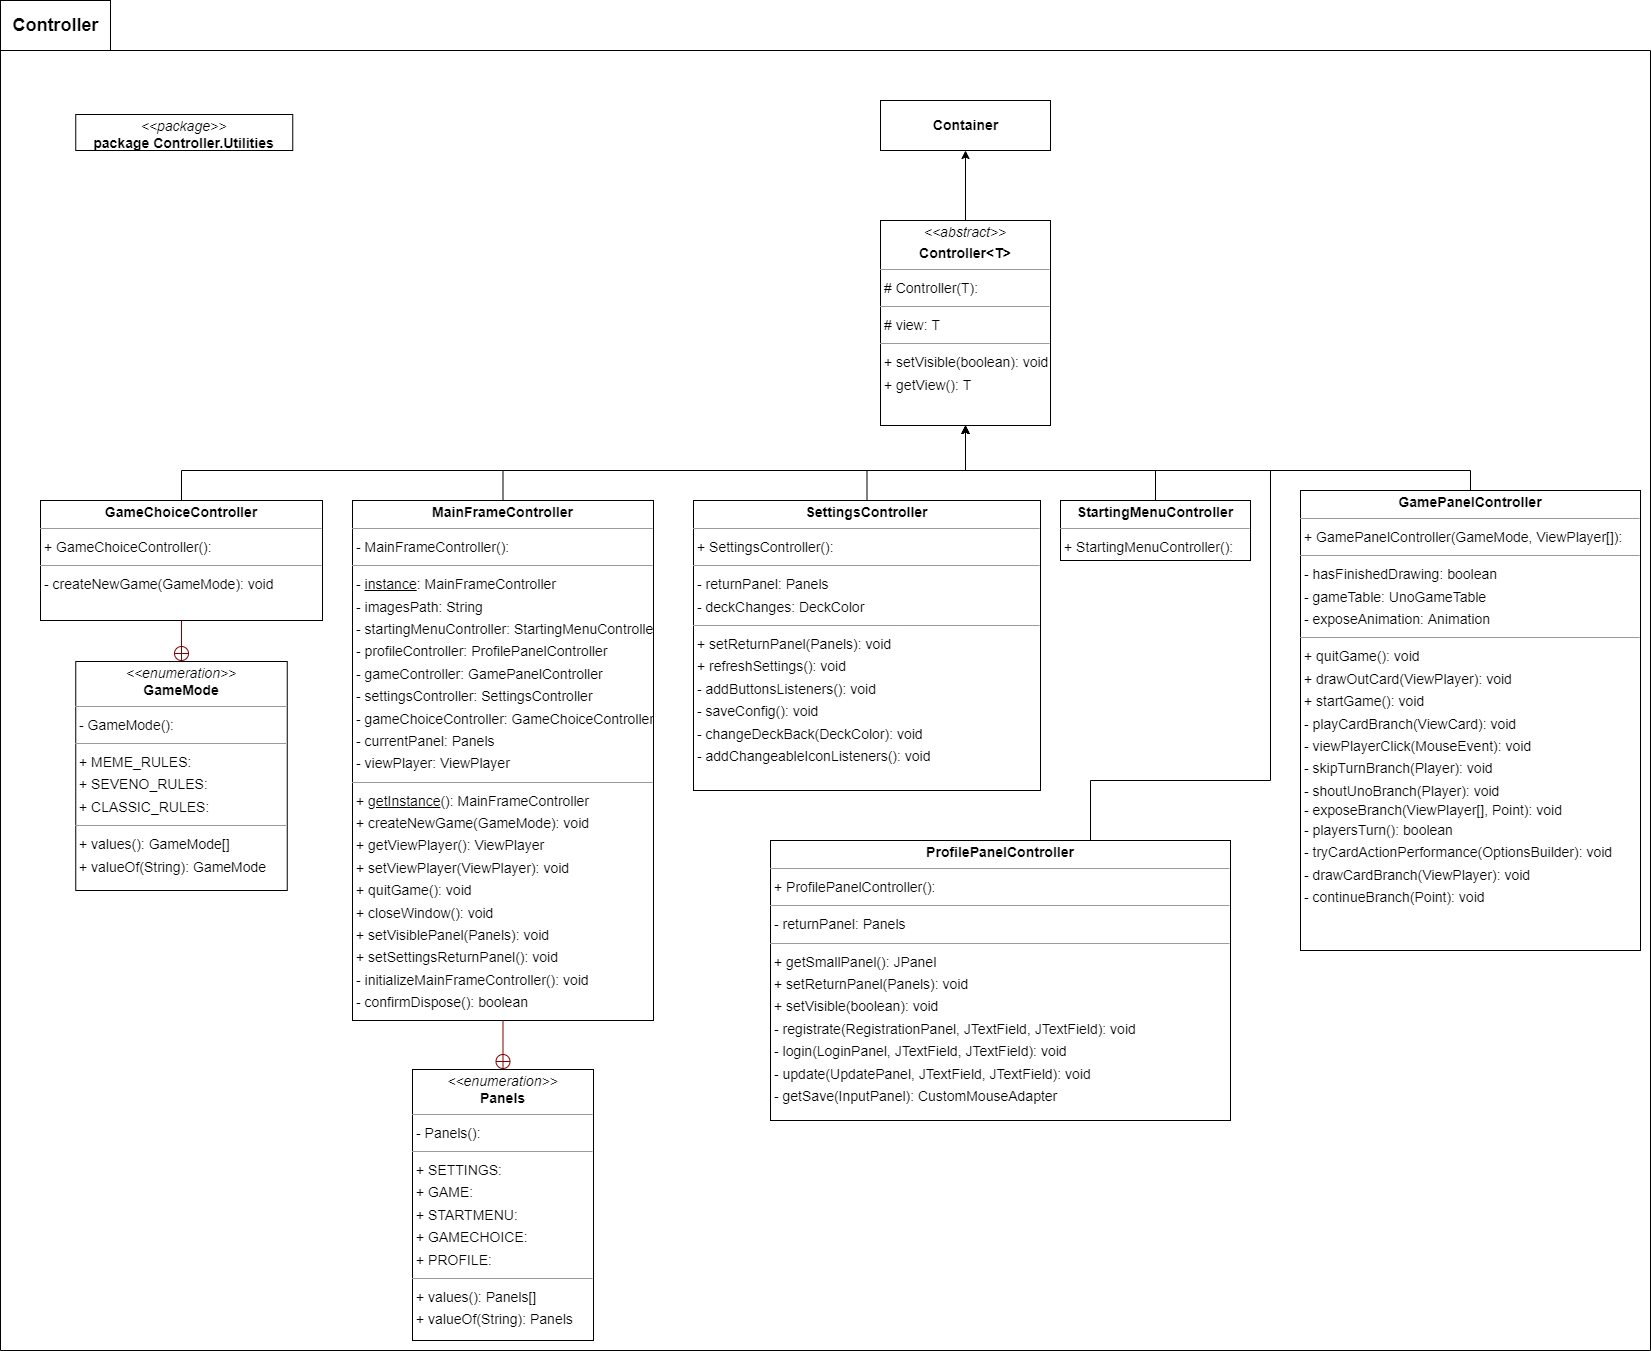 Controller
<<package>>
package Controller.Utilities
Container
<<abstract>>
Controller<T>
# Controller(T):
# view: T
+ setVisible(boolean): void
+ getView(): T
GameChoiceController
+ GameChoiceController():
- createNewGame(GameMode): void
<<enumeration>>
GameMode
- GameMode():
+ MEME_RULES:
+ SEVENO_RULES:
+ CLASSIC_RULES:
+ values(): GameMode[]
+ valueOf(String): GameMode
MainFrameController
- MainFrameController():
- instance: MainFrameController
- imagesPath: String
- startingMenuController: StartingMenuControlle
- profileController: ProfilePanelController
- gameController: GamePanelController
- settingsController: SettingsController
- gameChoiceController: GameChoiceController
- currentPanel: Panels
- viewPlayer: ViewPlayer
+ getInstance(): MainFrameController
+ createNewGame(GameMode): void
+ getViewPlayer(): ViewPlayer
+ setViewPlayer(ViewPlayer): void
+ quitGame(): void
+ closeWindow(): void
+ setVisiblePanel(Panels): void
+ setSettingsReturnPanel(): void
- initializeMainFrameController(): void
- confirmDispose(): boolean
<<enumeration>>
Panels
- Panels():
+ SETTINGS:
+ GAME:
+ STARTMENU:
+ GAMECHOICE:
+ PROFILE:
+ values(): Panels[]
+ valueOf(String): Panels
SettingsController
+ SettingsController():
- returnPanel: Panels
- deckChanges: DeckColor
+ setReturnPanel(Panels): void
+ refreshSettings(): void
- addButtonsListeners(): void
- saveConfig(): void
- changeDeckBack(DeckColor): void
- addChangeableIconListeners(): void
StartingMenuController
+ StartingMenuController():
ProfilePanelController
+ ProfilePanelController():
- returnPanel: Panels
+ getSmallPanel(): JPanel
+ setReturnPanel(Panels): void
+ setVisible(boolean): void
- registrate(RegistrationPanel, JTextField, JTextField): void
- login(LoginPanel, JTextField, JTextField): void
- update(UpdatePanel, JTextField, JTextField): void
- getSave(InputPanel): CustomMouseAdapter
GamePanelController
+ GamePanelController(GameMode, ViewPlayer[]):
- hasFinishedDrawing: boolean
- gameTable: UnoGameTable
- exposeAnimation: Animation
+ quitGame(): void
+ drawOutCard(ViewPlayer): void
+ startGame(): void
- playCardBranch(ViewCard): void
- viewPlayerClick(MouseEvent): void
- skipTurnBranch(Player): void
- shoutUnoBranch(Player): void
- exposeBranch(ViewPlayer[], Point): void
- playersTurn(): boolean
- tryCardActionPerformance(OptionsBuilder): void
- drawCardBranch(ViewPlayer): void
- continueBranch(Point): void